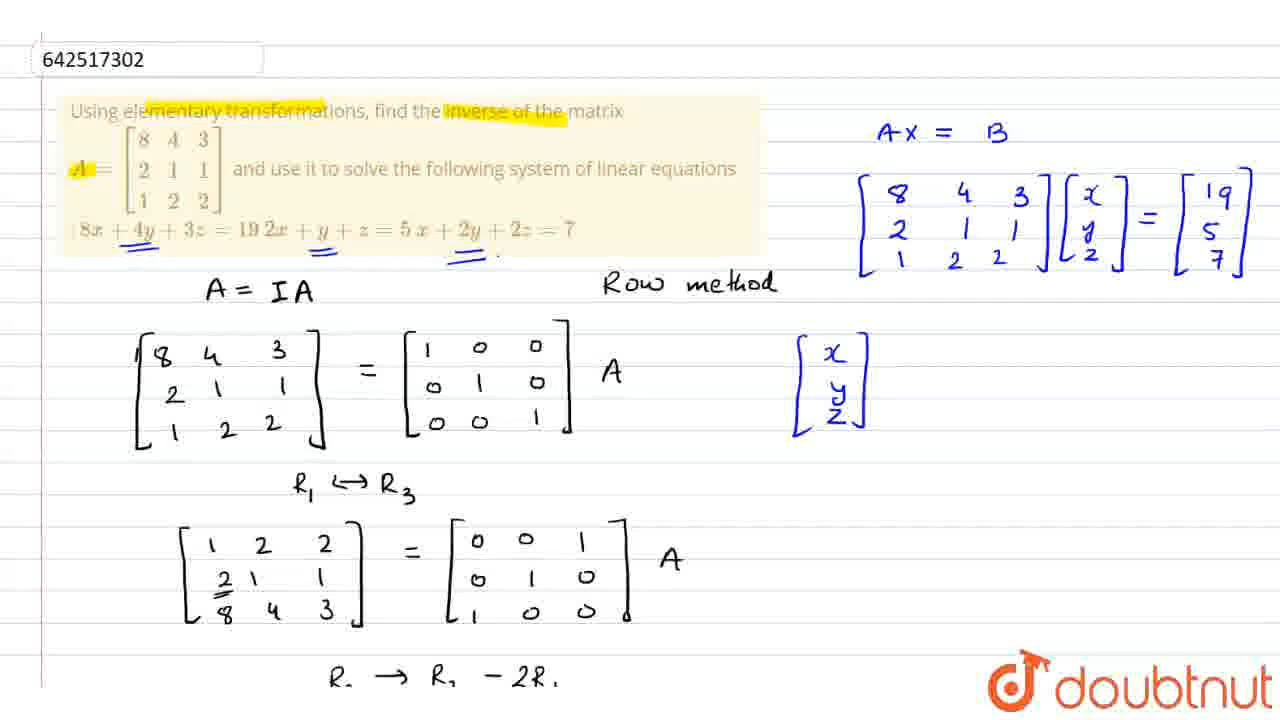 642517302
Using elementary transformations, find the inverse of the matrix
A = [8 4 3
2 1 1
1 2 2] and use it to solve the following system of linear equations
8x + 4y + 3z = 19 2x + y + z = 5 x + 2y + 2z = 7
AX = B
[8 4 3] [x] = [19]
[2 1 1] [y] [5]
[1 2 2] [z] [7]
A = IA
Row method
[8 4 3] = [1 0 0] A
[2 1 1] [0 1 0]
[1 2 2] [0 0 1]
[x]
[y]
[z]
R1 ↔ R3
[1 2 2] = [0 0 1] A
[2 1 1] [0 1 0]
[8 4 3] [1 0 0]
R2 → R2 - 2R1
doubtnut